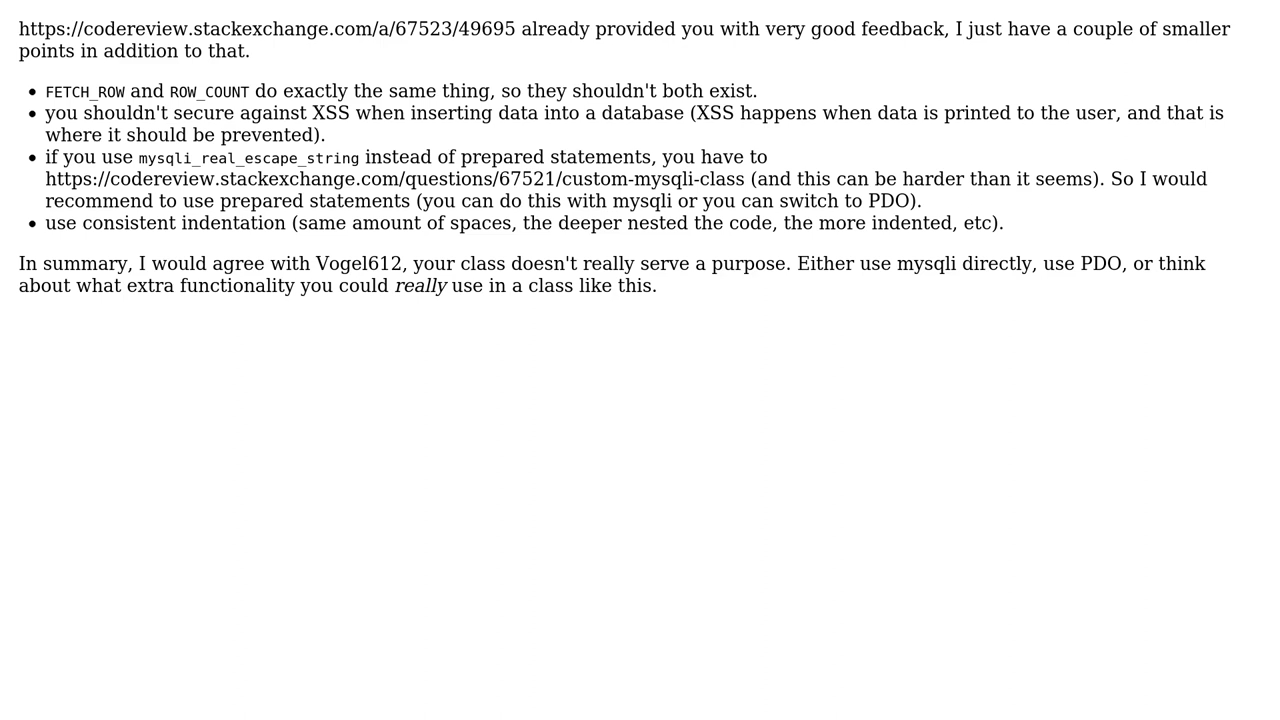 https://codereview.stackexchange.com/a/67523/49695 already provided you with very good feedback, I just have a couple of smaller
points in addition to that.
• FETCH_ROW and ROW_COUNT do exactly the same thing, so they shouldn't both exist.
• you shouldn't secure against XSS when inserting data into a database (XSS happens when data is printed to the user, and that is
where it should be prevented).
• if you use mysqli_real_escape_string instead of prepared statements, you have to
https://codereview.stackexchange.com/questions/67521/custom-mysqli-class (and this can be harder than it seems). So I would
recommend to use prepared statements (you can do this with mysqli or you can switch to PDO).
• use consistent indentation (same amount of spaces, the deeper nested the code, the more indented, etc).
In summary, I would agree with Vogel612, your class doesn't really serve a purpose. Either use mysqli directly, use PDO, or think
about what extra functionality you could really use in a class like this.